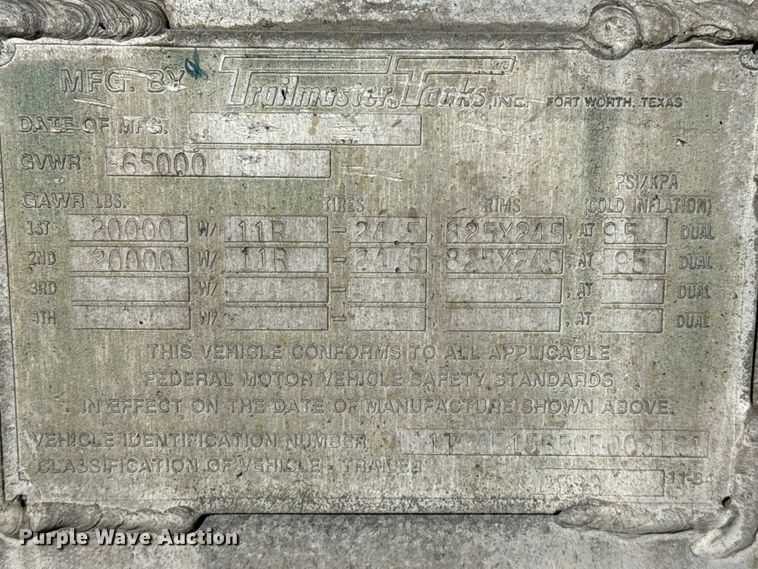 MFG. BY Trailmaster Tanks, INC. FORT WORTH, TEXAS
DATE OF MFG.
GVWR 65000
PSI/KPA
GAWR LBS. TIRES RIMS (COLD INFLATION)
1ST 20000 W/ 11R - 24.5, 825X245, AT 95 DUAL
2ND 20000 W/ 11R - 24.5, 825X245, AT 95 DUAL
3RD W/ - , , AT DUAL
4TH W/ - , , AT DUAL
THIS VEHICLE CONFORMS TO ALL APPLICABLE
FEDERAL MOTOR VEHICLE SAFETY STANDARDS
IN EFFECT ON THE DATE OF MANUFACTURE SHOWN ABOVE.
VEHICLE IDENTIFICATION NUMBER
CLASSIFICATION OF VEHICLE - TRAILER 11-84
Purple Wave Auction